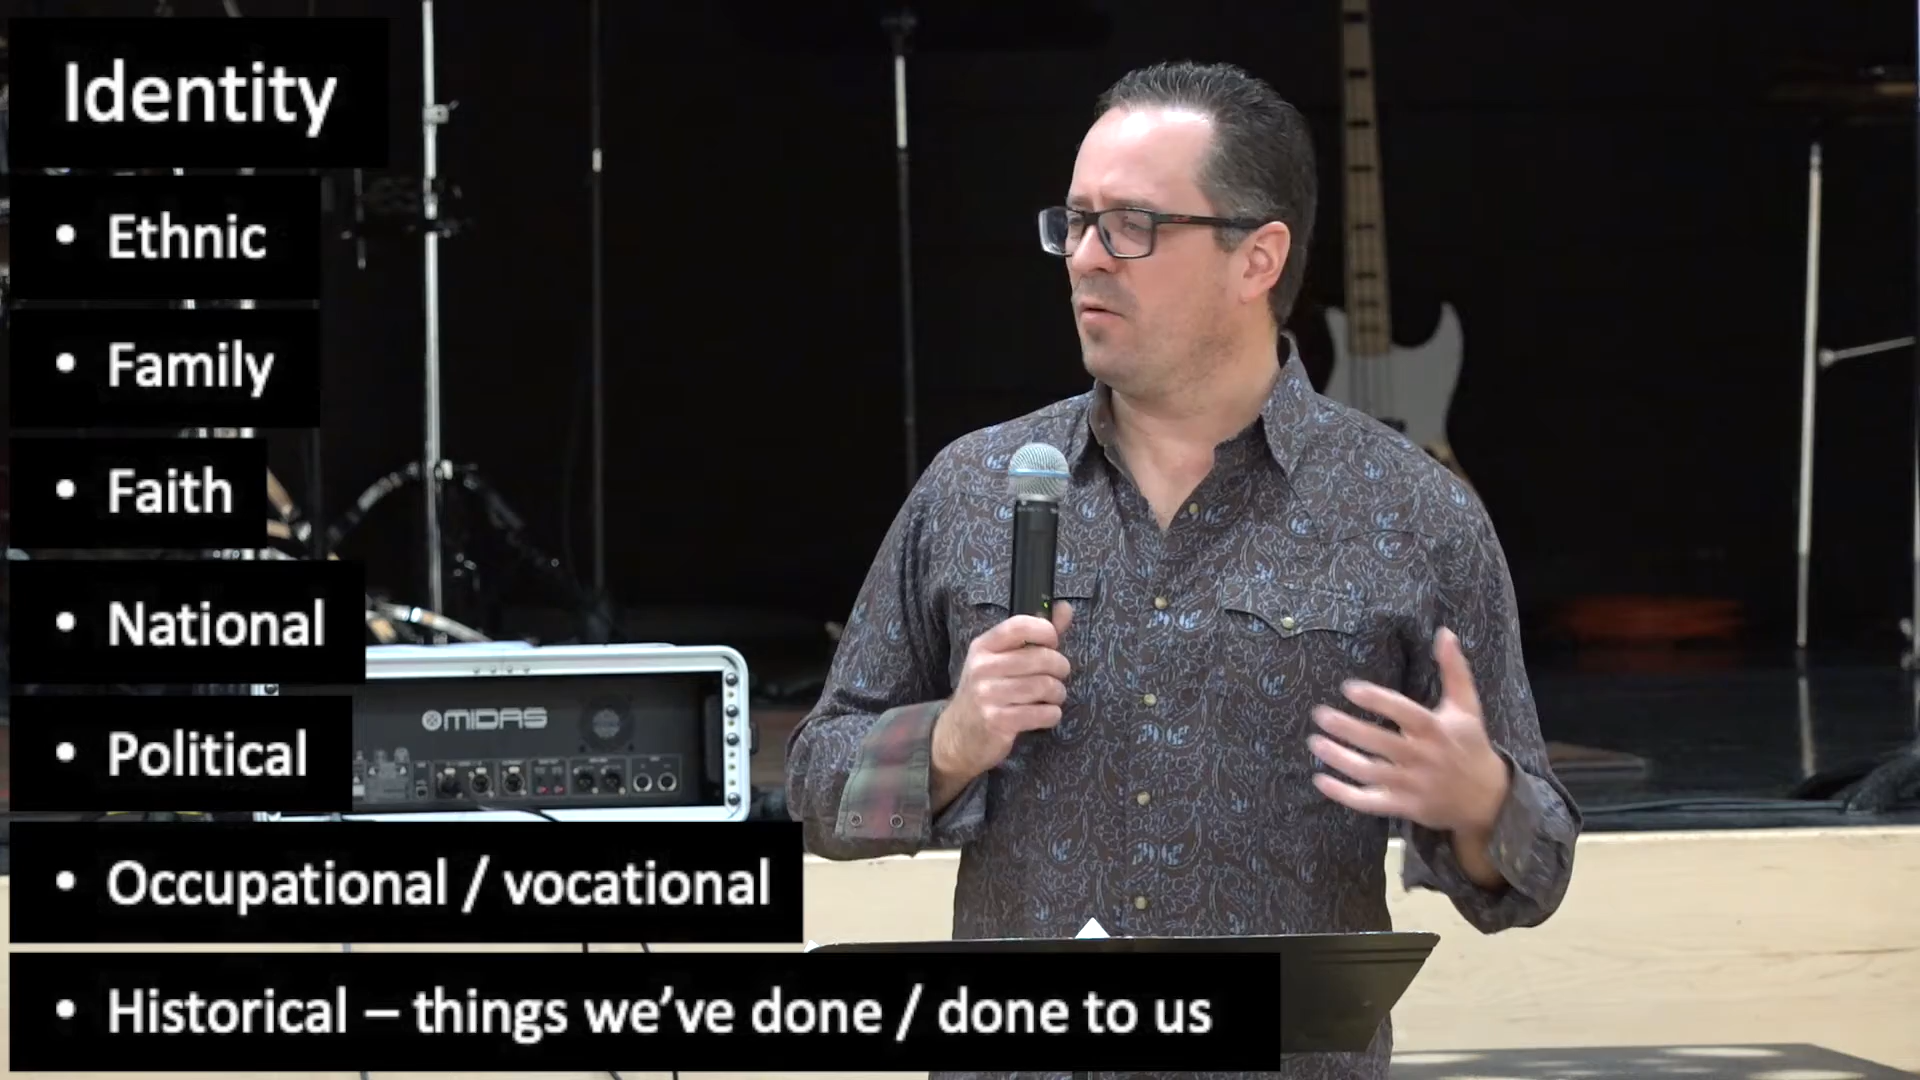 Identity
• Ethnic
• Family
• Faith
• National
• Political
MIDAS
• Occupational / vocational
• Historical – things we’ve done / done to us